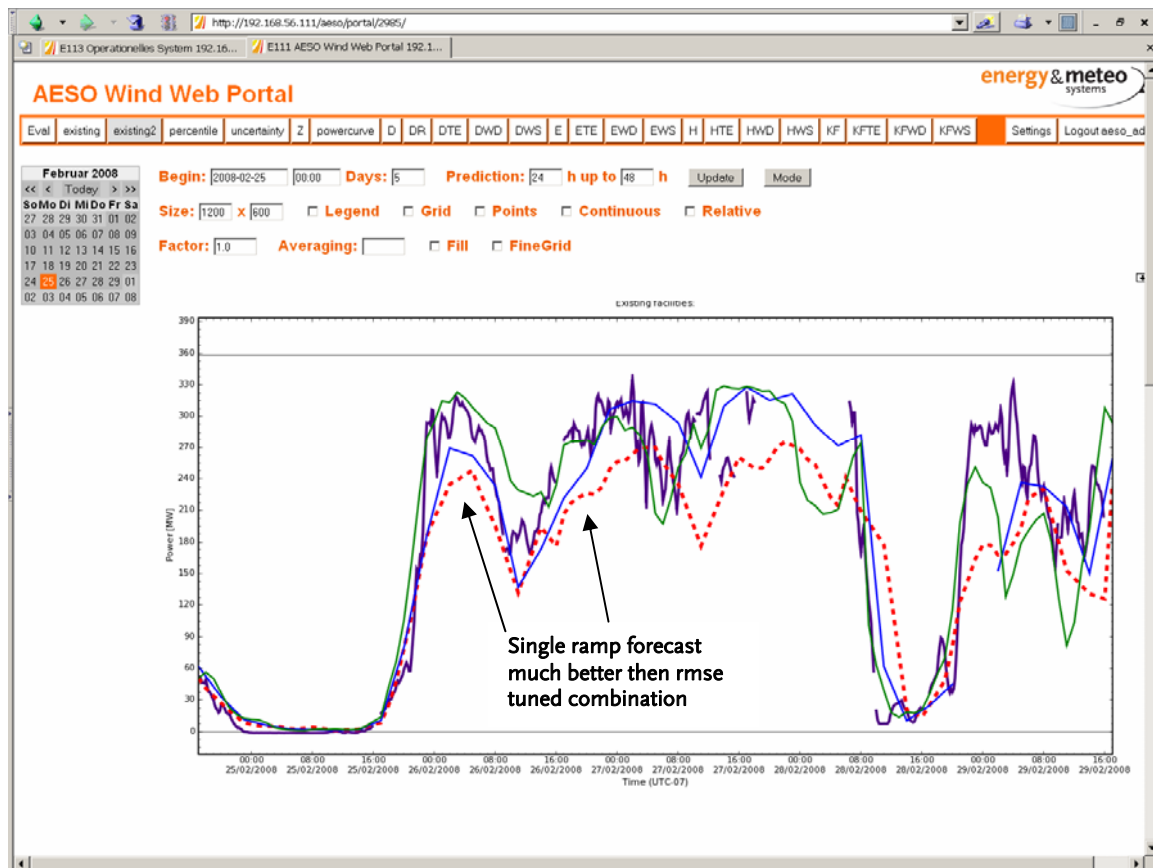 http://192.168.56.111/aeso/portal/2985/
E113 Operationelles System 192.16... E111 AESO Wind Web Portal 192.1...
energy & meteo
systems
AESO Wind Web Portal
Eval existing existing2 percentile uncertainty Z powercurve D DR DTE DWD DWS E ETE EWD EWS H HTE HWD HWS KF KFTE KFWD KFWS Settings Logout aeso_ad
Februar 2008
<< < Today > >>
So Mo Di Mi Do Fr Sa
27 28 29 30 31 01 02
03 04 05 06 07 08 09
10 11 12 13 14 15 16
17 18 19 20 21 22 23
24 25 26 27 28 29 01
02 03 04 05 06 07 08
Begin: 2008-02-25 00:00 Days: 5 Prediction: 24 h up to 48 h Update Mode
Size: 1200 x 600 Legend Grid Points Continuous Relative
Factor: 1.0 Averaging: Fill FineGrid
Existing facilities:
390
360
330
300
270
240
210
180
150
120
90
60
30
0
Power [MW]
Single ramp forecast
much better then rmse
tuned combination
00:00 08:00 16:00 00:00 08:00 16:00 00:00 08:00 16:00 00:00 08:00 16:00 00:00 08:00 16:00
25/02/2008 25/02/2008 25/02/2008 26/02/2008 26/02/2008 26/02/2008 27/02/2008 27/02/2008 27/02/2008 28/02/2008 28/02/2008 28/02/2008 29/02/2008 29/02/2008 29/02/2008
Time (UTC-07)